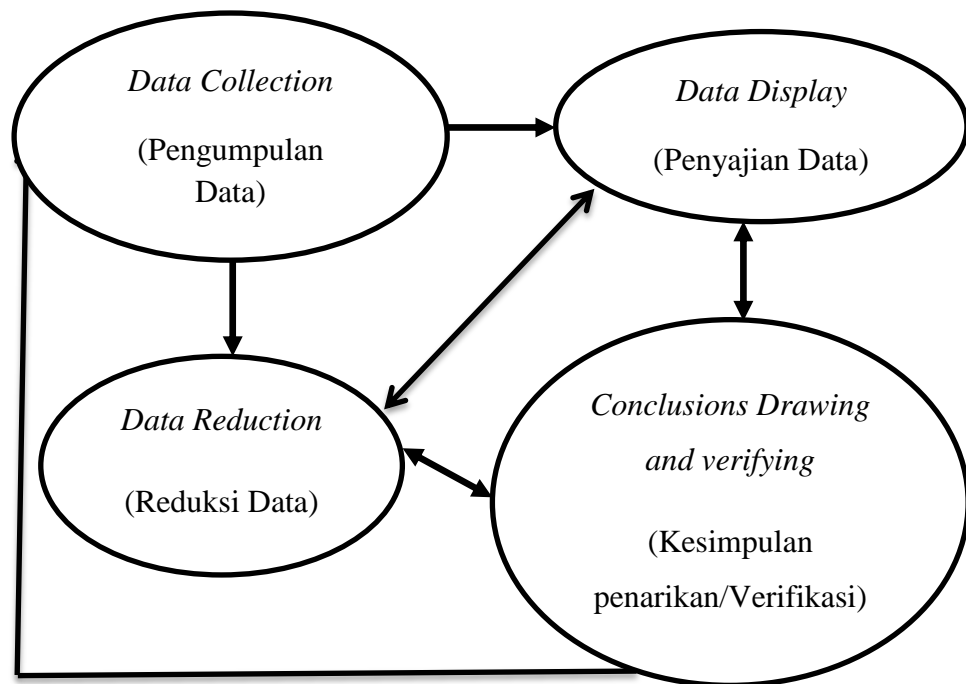 Data Collection
(Pengumpulan
Data)
Data Display
(Penyajian Data)
Data Reduction
(Reduksi Data)
Conclusions Drawing
and verifying
(Kesimpulan
penarikan/Verifikasi)